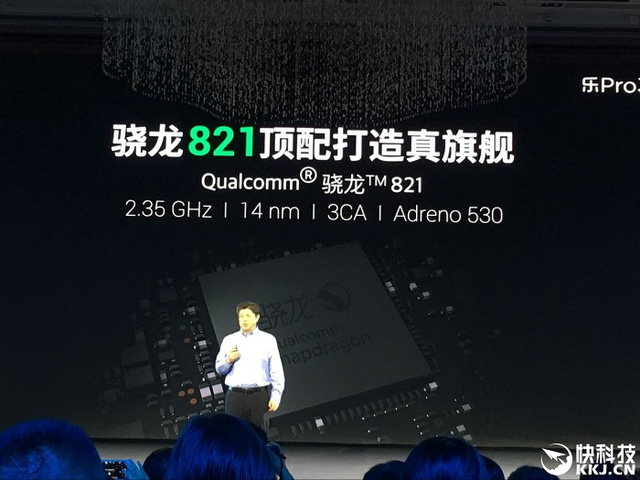 乐Pro3
骁龙821顶配打造真旗舰
Qualcomm® 骁龙™ 821
2.35 GHz | 14 nm | 3CA | Adreno 530
骁龙
Qualcomm
snapdragon
快科技
KKJ.CN